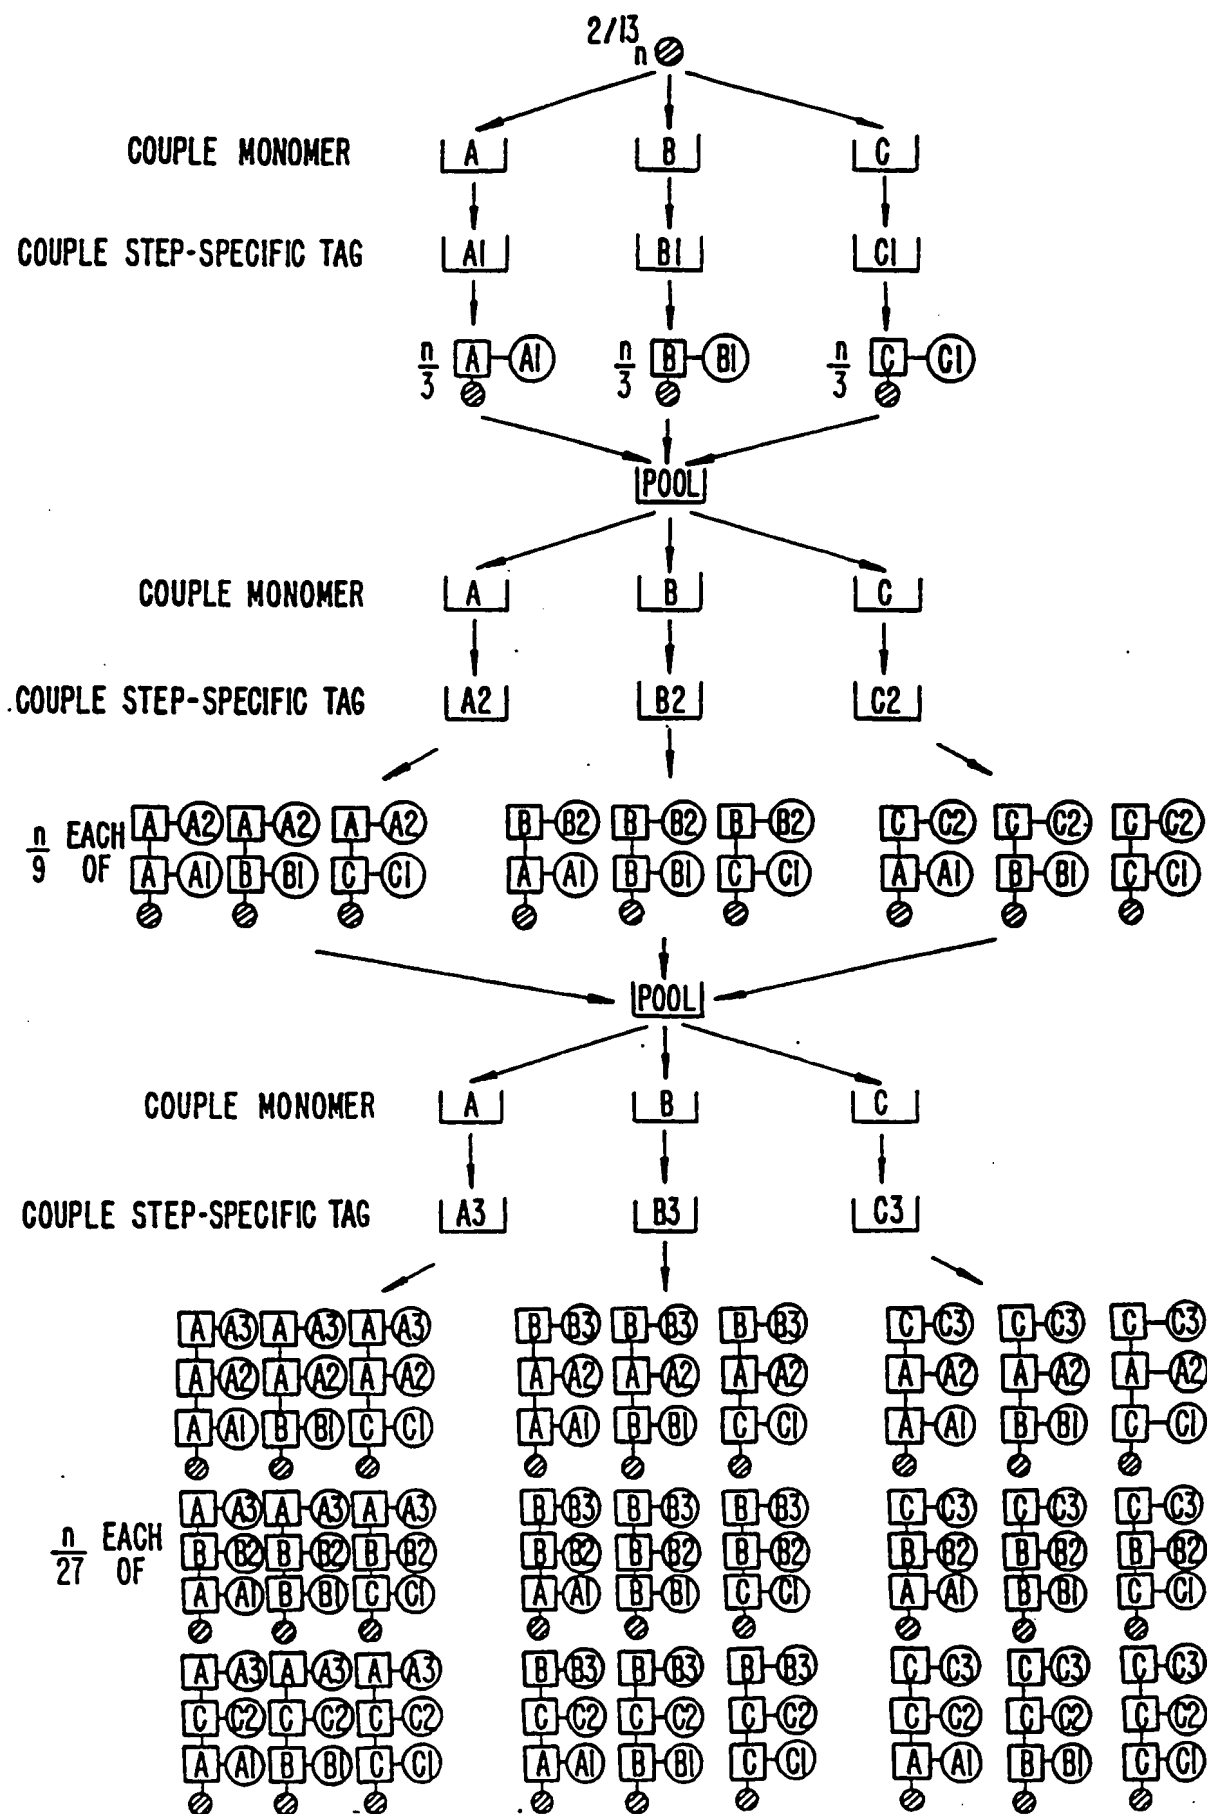 2/13
n
COUPLE MONOMER A B C
COUPLE STEP-SPECIFIC TAG A1 B1 C1
n/3 A A1 n/3 B B1 n/3 C C1
POOL
COUPLE MONOMER A B C
.COUPLE STEP-SPECIFIC TAG A2 B2 C2
n/9 EACH OF
A A2 A A2 A A2 B B2 B B2 B B2 C C2 C C2 C C2
A A1 B B1 C C1 A A1 B B1 C C1 A A1 B B1 C C1
POOL
COUPLE MONOMER A B C
COUPLE STEP-SPECIFIC TAG A3 B3 C3
A A3 A A3 A A3 B B3 B B3 B B3 C C3 C C3 C C3
A A2 A A2 A A2 A A2 A A2 A A2 A A2 A A2 A A2
A A1 B B1 C C1 A A1 B B1 C C1 A A1 B B1 C C1
n/27 EACH OF
A A3 A A3 A A3 B B3 B B3 B B3 C C3 C C3 C C3
B B2 B B2 B B2 B B2 B B2 B B2 B B2 B B2 B B2
A A1 B B1 C C1 A A1 B B1 C C1 A A1 B B1 C C1
A A3 A A3 A A3 B B3 B B3 B B3 C C3 C C3 C C3
C C2 C C2 C C2 C C2 C C2 C C2 C C2 C C2 C C2
A A1 B B1 C C1 A A1 B B1 C C1 A A1 B B1 C C1